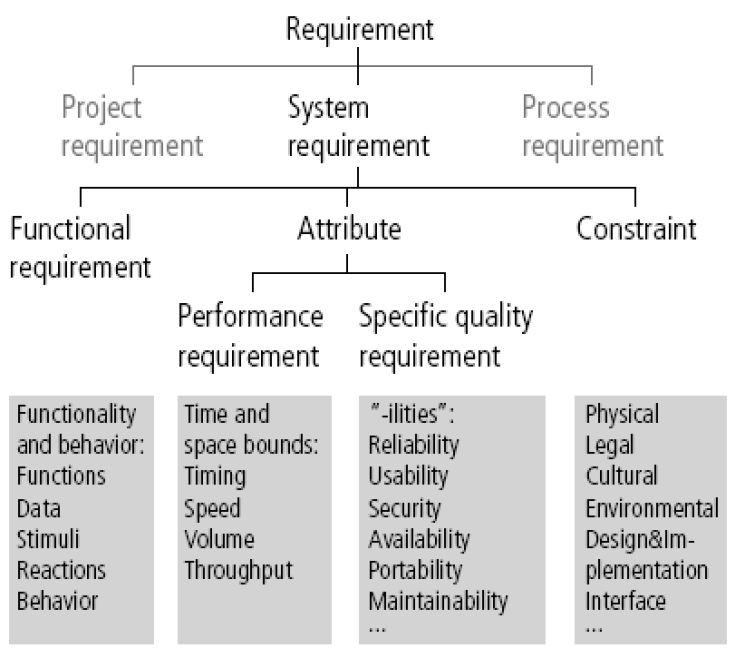 Requirement
Project
requirement
System
requirement
Process
requirement
Functional
requirement
Attribute
Constraint
Performance
requirement
Specific quality
requirement
Functionality
and behavior:
Functions
Data
Stimuli
Reactions
Behavior
Time and
space bounds:
Timing
Speed
Volume
Throughput
"-ilities":
Reliability
Usability
Security
Availability
Portability
Maintainability
...
Physical
Legal
Cultural
Environmental
Design&Im-
plementation
Interface
...